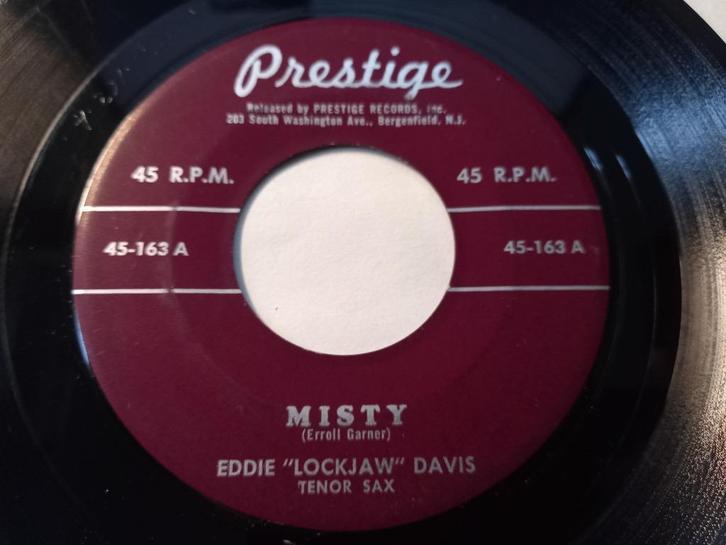 Prestige
Released by PRESTIGE RECORDS, Inc.
203 South Washington Ave., Bergenfield, N.J.
45 R.P.M. 45 R.P.M.
45-163 A 45-163 A
MISTY
(Erroll Garner)
EDDIE "LOCKJAW" DAVIS
TENOR SAX